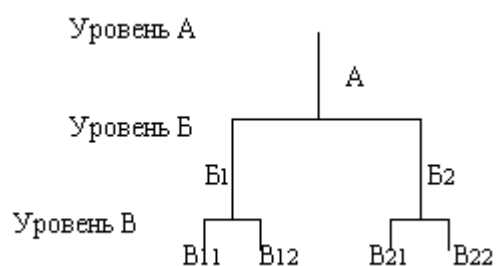 Уровень А
А
Уровень Б
Б1 Б2
Уровень В
В11 В12 В21 В22